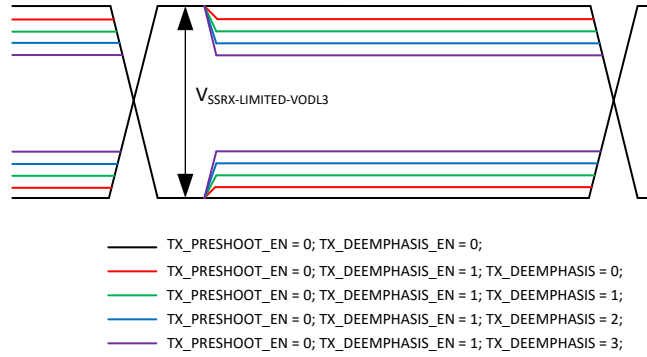 VSSRX-LIMITED-VODL3
TX_PRESHOOT_EN = 0; TX_DEEMPHASIS_EN = 0;
TX_PRESHOOT_EN = 0; TX_DEEMPHASIS_EN = 1; TX_DEEMPHASIS = 0;
TX_PRESHOOT_EN = 0; TX_DEEMPHASIS_EN = 1; TX_DEEMPHASIS = 1;
TX_PRESHOOT_EN = 0; TX_DEEMPHASIS_EN = 1; TX_DEEMPHASIS = 2;
TX_PRESHOOT_EN = 0; TX_DEEMPHASIS_EN = 1; TX_DEEMPHASIS = 3;